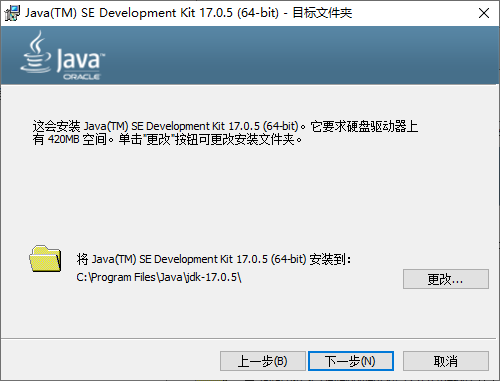 Java(TM) SE Development Kit 17.0.5 (64-bit) - 目标文件夹
Java™
ORACLE
这会安装 Java(TM) SE Development Kit 17.0.5 (64-bit)。它要求硬盘驱动器上
有 420MB 空间。单击"更改"按钮可更改安装文件夹。
将 Java(TM) SE Development Kit 17.0.5 (64-bit) 安装到:
C:\Program Files\Java\jdk-17.0.5\
更改...
上一步(B)
下一步(N)
取消